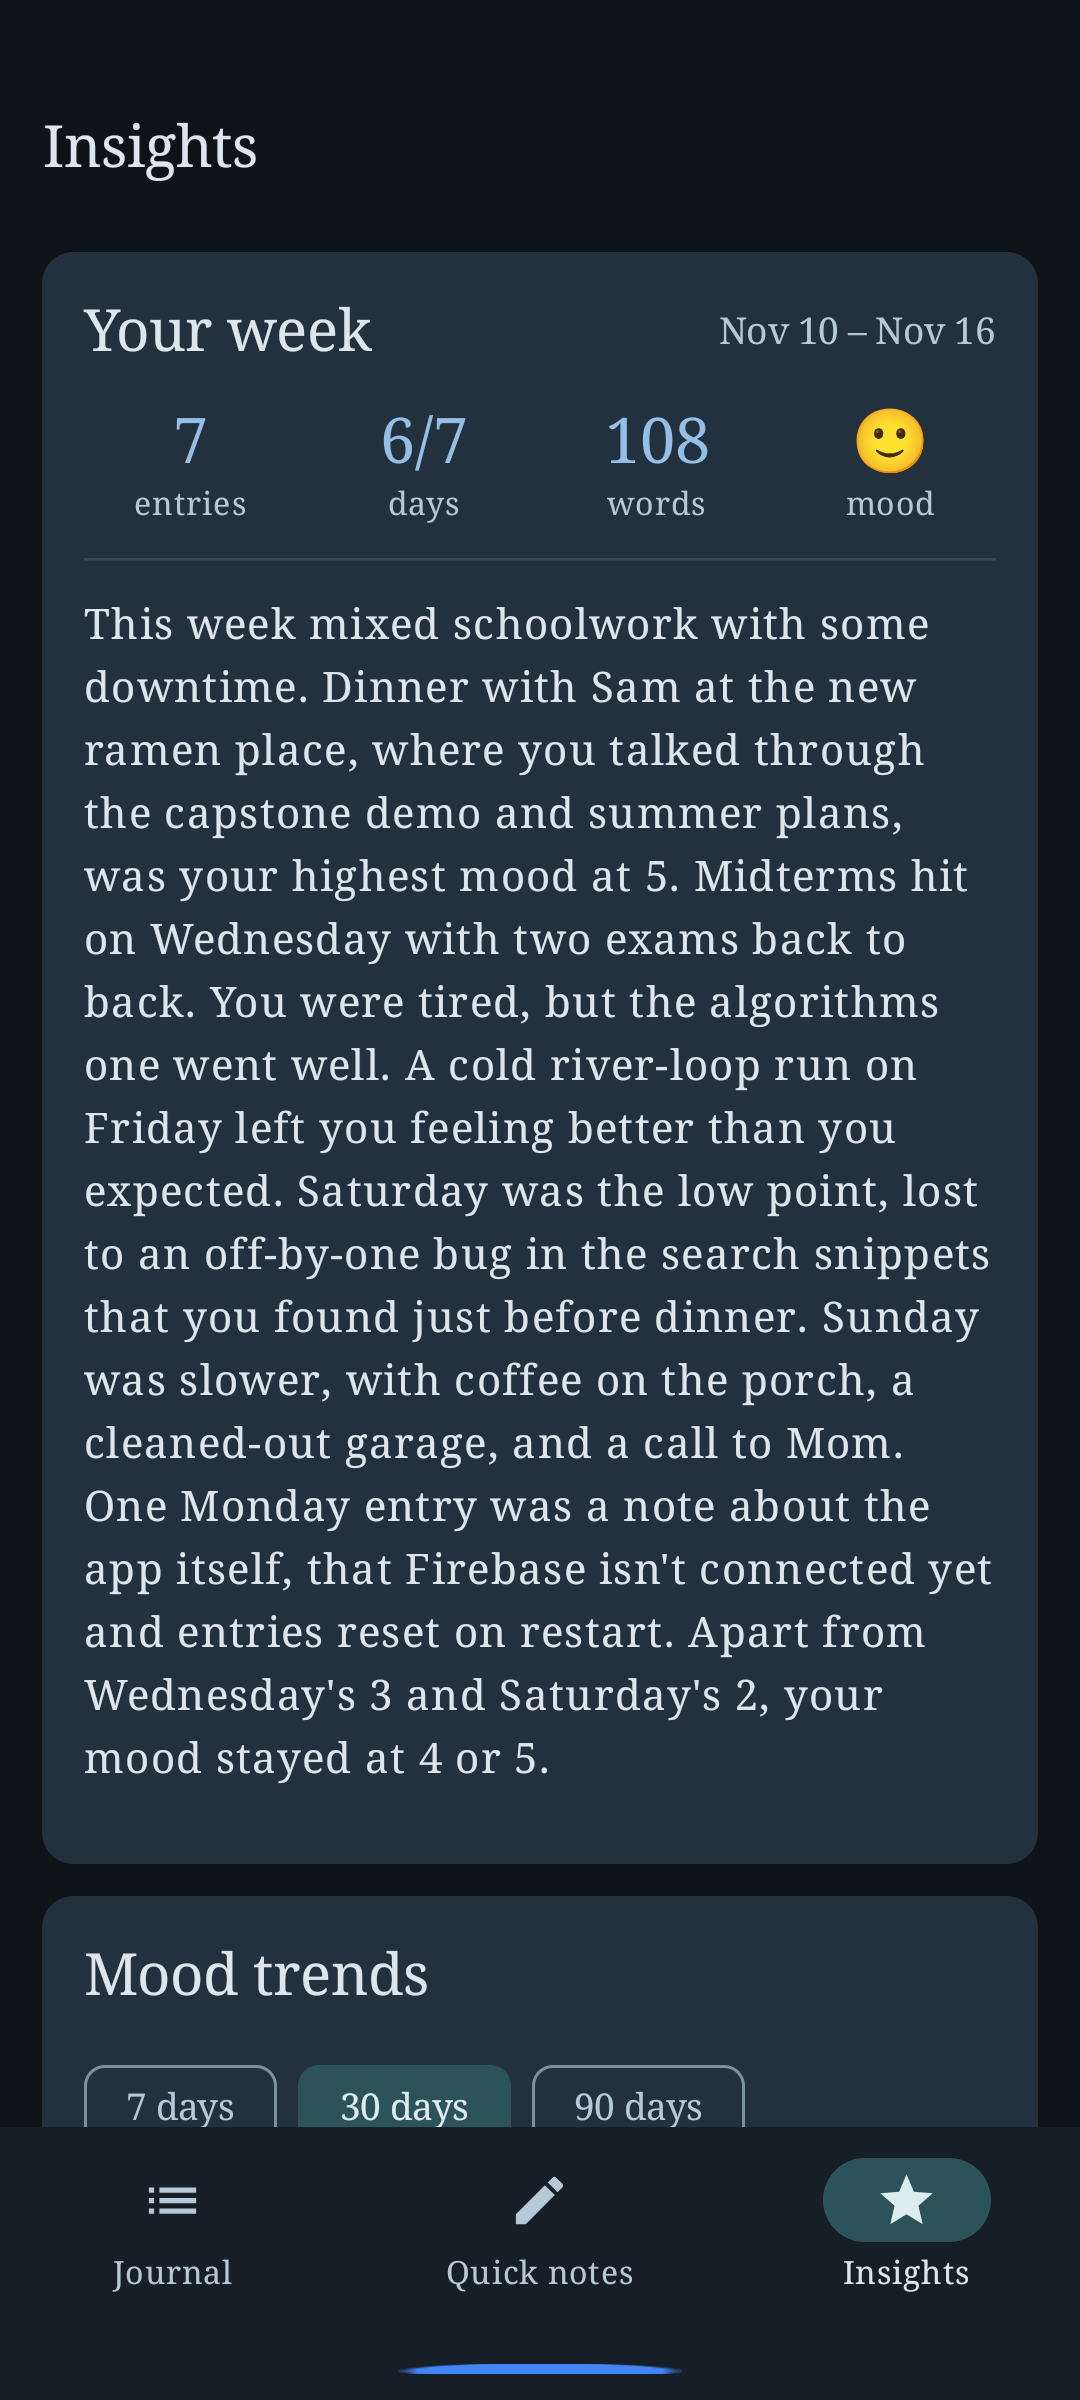 Insights
Your week
Nov 10 – Nov 16
7
6/7
108
entries
days
words
mood
This week mixed schoolwork with some
downtime. Dinner with Sam at the new
ramen place, where you talked through
the capstone demo and summer plans,
was your highest mood at 5. Midterms hit
on Wednesday with two exams back to
back. You were tired, but the algorithms
one went well. A cold river-loop run on
Friday left you feeling better than you
expected. Saturday was the low point, lost
to an off-by-one bug in the search snippets
that you found just before dinner. Sunday
was slower, with coffee on the porch, a
cleaned-out garage, and a call to Mom.
One Monday entry was a note about the
app itself, that Firebase isn't connected yet
and entries reset on restart. Apart from
Wednesday's 3 and Saturday's 2, your
mood stayed at 4 or 5.
Mood trends
7 days
30 days
90 days
Journal
Quick notes
Insights